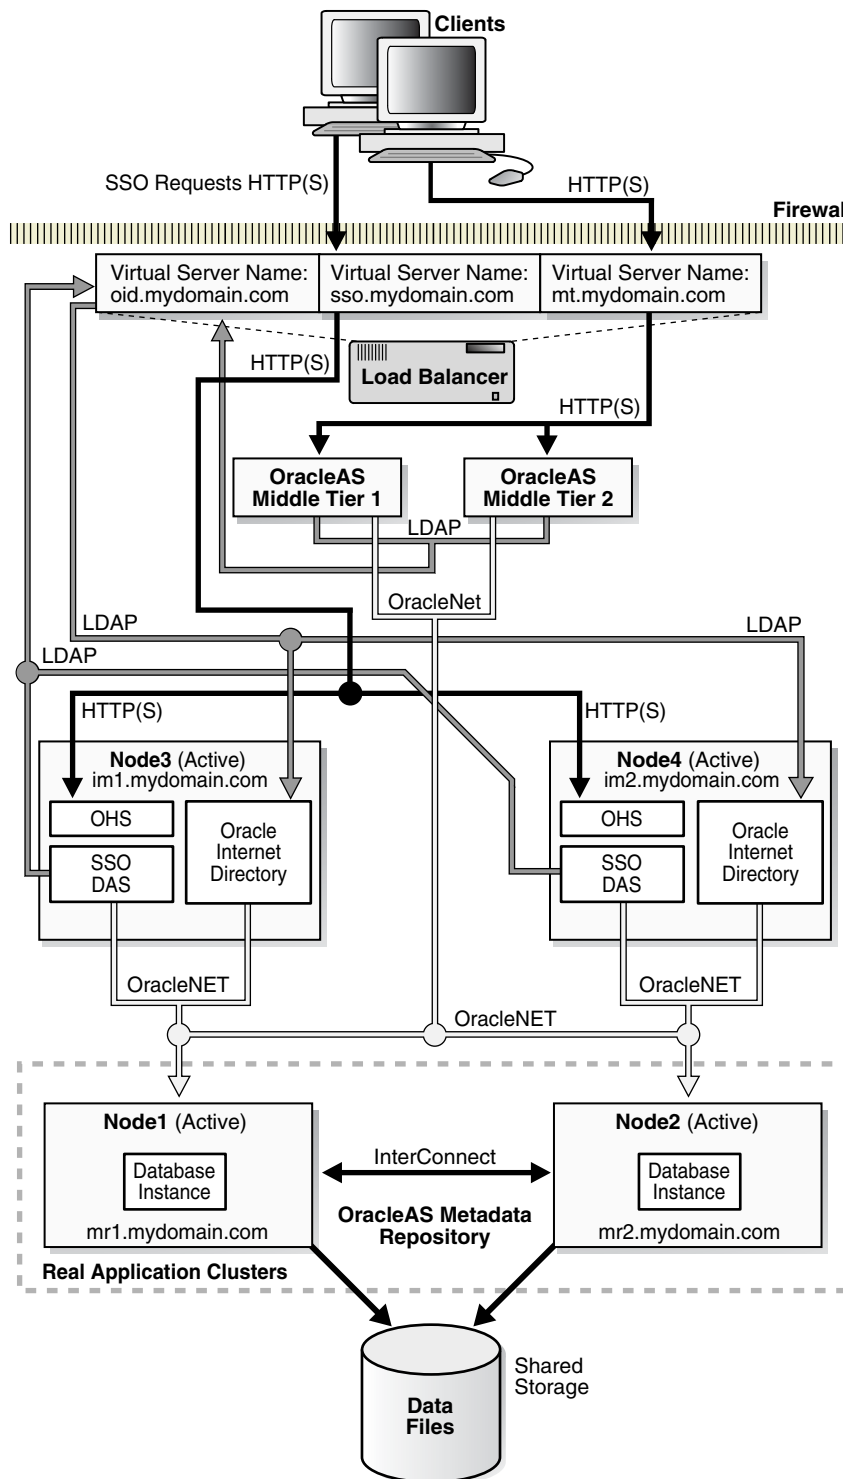 Clients
SSO Requests HTTP(S)
HTTP(S)
Firewal
Virtual Server Name:
oid.mydomain.com
Virtual Server Name:
sso.mydomain.com
Virtual Server Name:
mt.mydomain.com
HTTP(S)
Load Balancer
HTTP(S)
OracleAS
Middle Tier 1
OracleAS
Middle Tier 2
LDAP
OracleNet
LDAP
LDAP
LDAP
HTTP(S)
HTTP(S)
Node3 (Active)
im1.mydomain.com
OHS
SSO
DAS
Oracle
Internet
Directory
Node4 (Active)
im2.mydomain.com
OHS
SSO
DAS
Oracle
Internet
Directory
OracleNET
OracleNET
OracleNET
Node1 (Active)
Database
Instance
mr1.mydomain.com
InterConnect
OracleAS Metadata
Repository
Node2 (Active)
Database
Instance
mr2.mydomain.com
Real Application Clusters
Shared
Storage
Data
Files